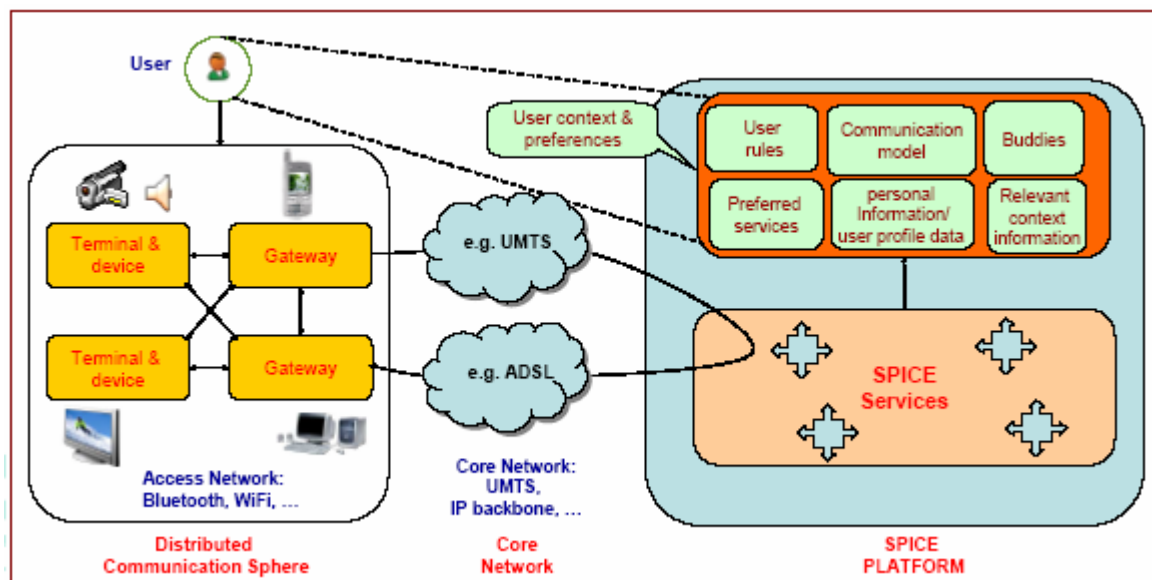 User
User context &
preferences
User
rules
Communication
model
Buddies
Preferred
services
personal
Information/
user profile data
Relevant
context
information
Terminal &
device
Gateway
e.g. UMTS
Terminal &
device
Gateway
e.g. ADSL
SPICE
Services
Access Network:
Bluetooth, WiFi, ...
Core Network:
UMTS,
IP backbone, ...
Distributed
Communication Sphere
Core
Network
SPICE
PLATFORM